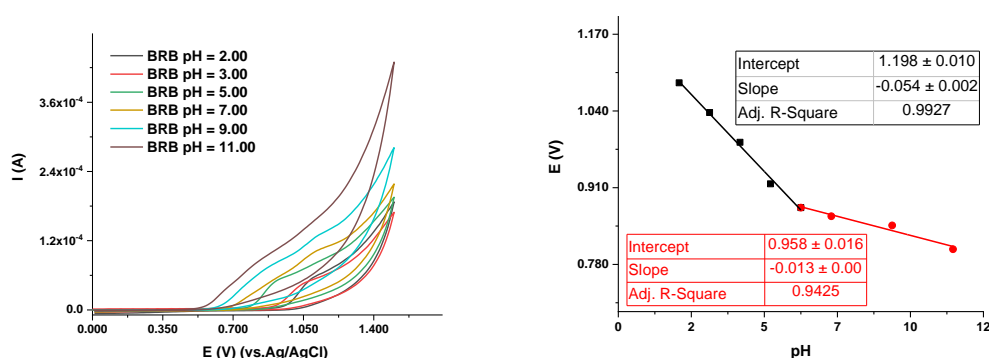 BRB pH = 2.00
BRB pH = 3.00
BRB pH = 5.00
BRB pH = 7.00
BRB pH = 9.00
BRB pH = 11.00
3.6x10-4
2.4x10-4
1.2x10-4
0.0
I (A)
0.000 0.350 0.700 1.050 1.400
E (V) (vs.Ag/AgCl)
1.170
1.040
0.910
0.780
E (V)
Intercept 1.198 ± 0.010
Slope -0.054 ± 0.002
Adj. R-Square 0.9927
Intercept 0.958 ± 0.016
Slope -0.013 ± 0.00
Adj. R-Square 0.9425
0 2 5 7 10 12
pH